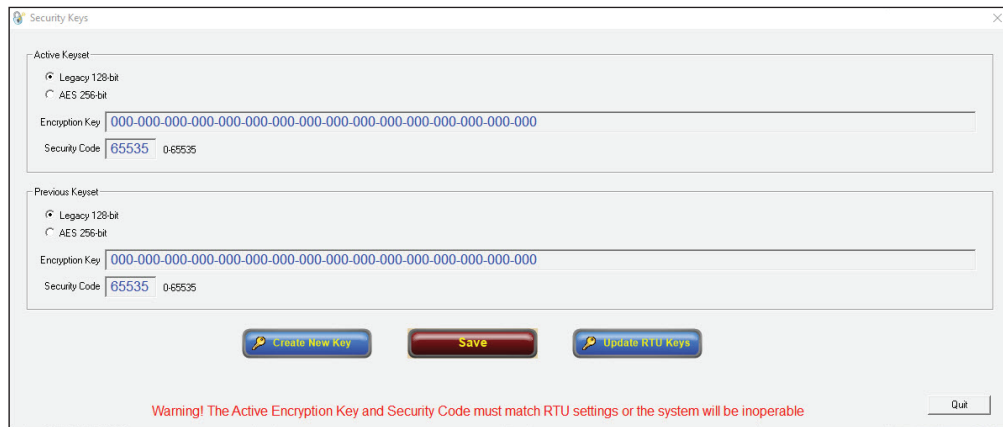 Security Keys
Active Keyset
Legacy 128-bit
AES 256-bit
Encryption Key 000-000-000-000-000-000-000-000-000-000-000-000-000-000-000-000
Security Code 65535 0-65535
Previous Keyset
Legacy 128-bit
AES 256-bit
Encryption Key 000-000-000-000-000-000-000-000-000-000-000-000-000-000-000-000
Security Code 65535 0-65535
Create New Key Save Update RTU Keys
Warning! The Active Encryption Key and Security Code must match RTU settings or the system will be inoperable
Quit